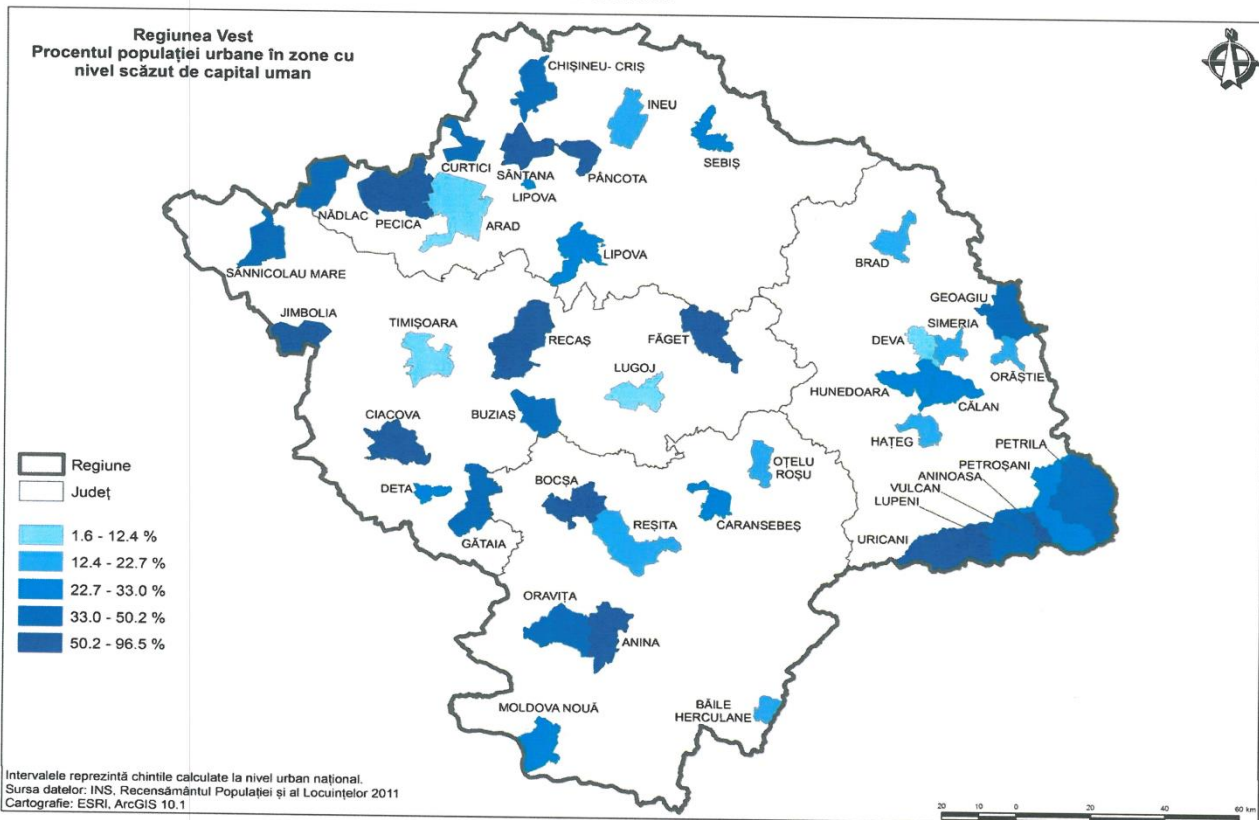 Regiunea Vest
Procentul populației urbane în zone cu
nivel scăzut de capital uman
N
CHIȘINEU- CRIȘ
INEU
SEBIȘ
CURTICI
SÂNTANA
PÂNCOTA
LIPOVA
NĂDLAC
PECICA
ARAD
LIPOVA
SÂNNICOLAU MARE
BRAD
GEOAGIU
JIMBOLIA
TIMIȘOARA
RECAȘ
FĂGET
SIMERIA
DEVA
LUGOJ
ORĂȘTIE
HUNEDOARA
CĂLAN
CIACOVA
BUZIAȘ
HAȚEG
PETRILA
PETROȘANI
ANINOASA
VULCAN
LUPENI
URICANI
OȚELU
ROȘU
DETA
BOCȘA
REȘITA
CARANSEBEȘ
GĂTAIA
ORAVIȚA
ANINA
MOLDOVA NOUĂ
BĂILE
HERCULANE
Regiune
Județ
1.6 - 12.4 %
12.4 - 22.7 %
22.7 - 33.0 %
33.0 - 50.2 %
50.2 - 96.5 %
Intervalele reprezintă chintile calculate la nivel urban național.
Sursa datelor: INS, Recensământul Populației și al Locuințelor 2011
Cartografie: ESRI, ArcGIS 10.1
20 10 0 20 40 60 km